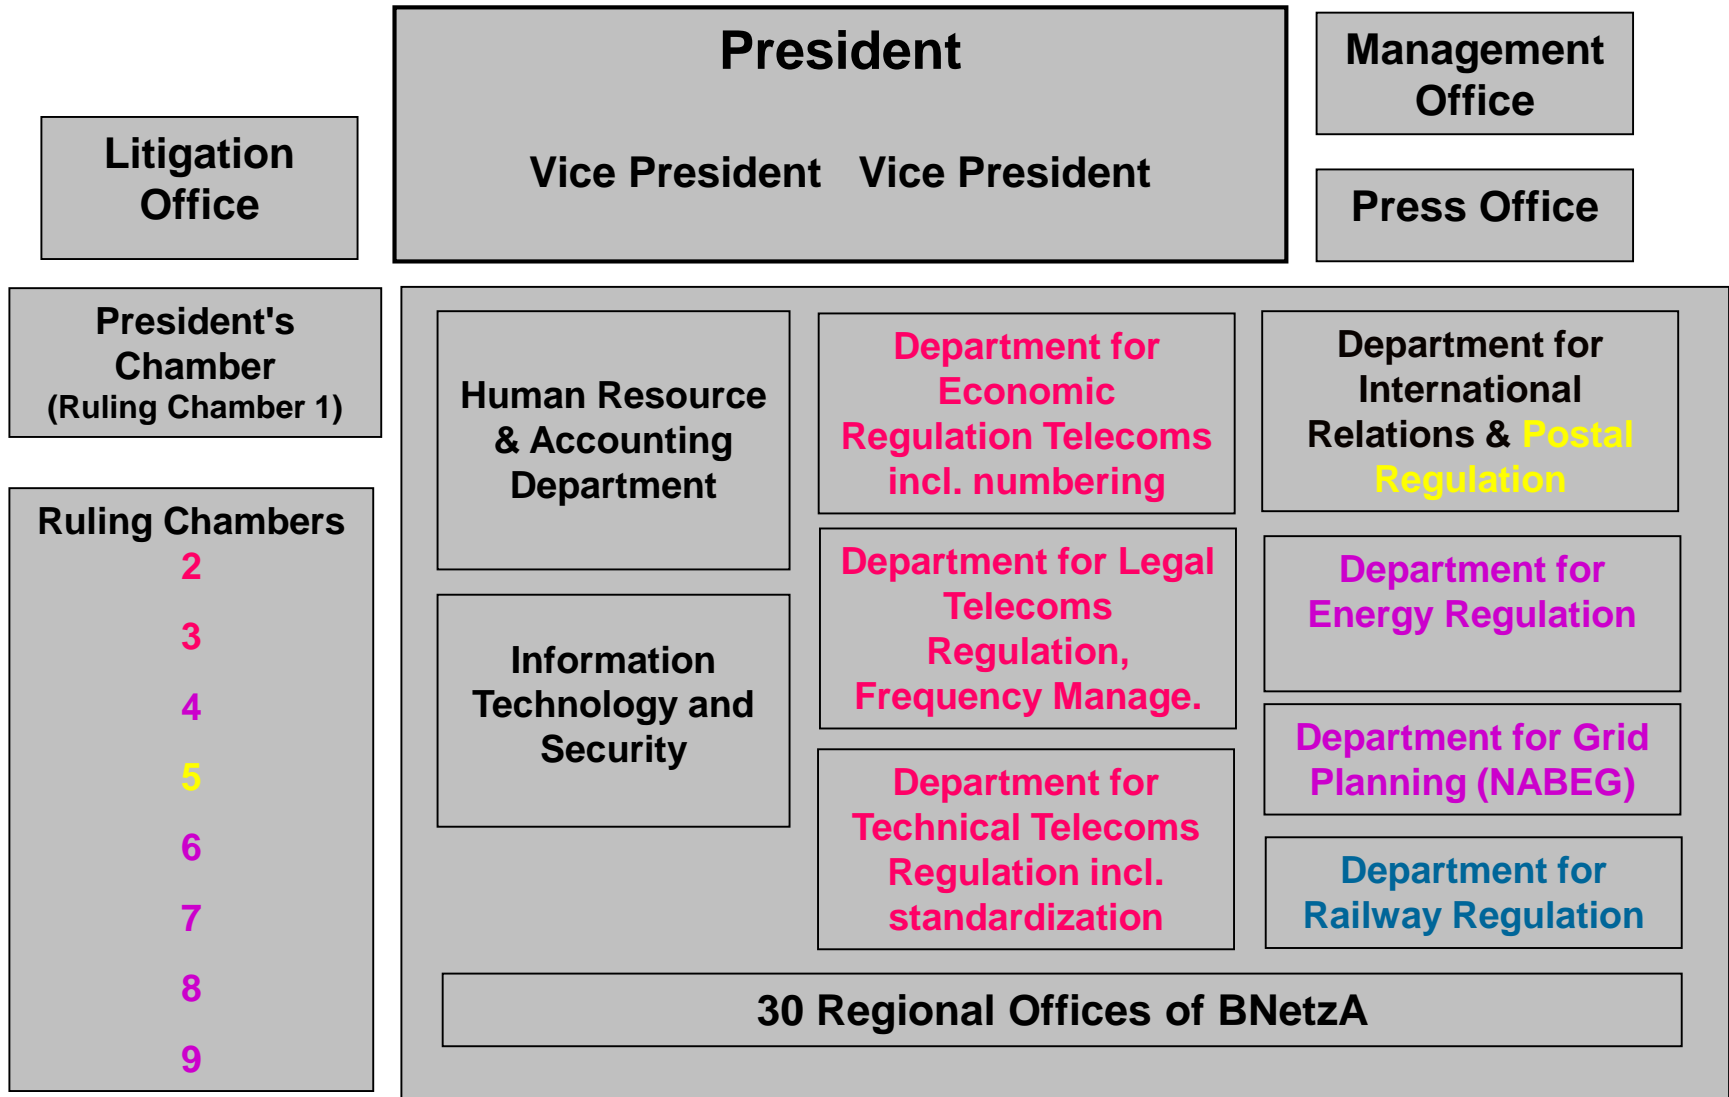 President
Vice President Vice President
Management
Office
Press Office
Litigation
Office
President's
Chamber
(Ruling Chamber 1)
Ruling Chambers
2
3
4
5
6
7
8
9
Human Resource
& Accounting
Department
Information
Technology and
Security
Department for
Economic
Regulation Telecoms
incl. numbering
Department for Legal
Telecoms
Regulation,
Frequency Manage.
Department for
Technical Telecoms
Regulation incl.
standardization
Department for
International
Relations & Postal
Regulation
Department for
Energy Regulation
Department for Grid
Planning (NABEG)
Department for
Railway Regulation
30 Regional Offices of BNetzA